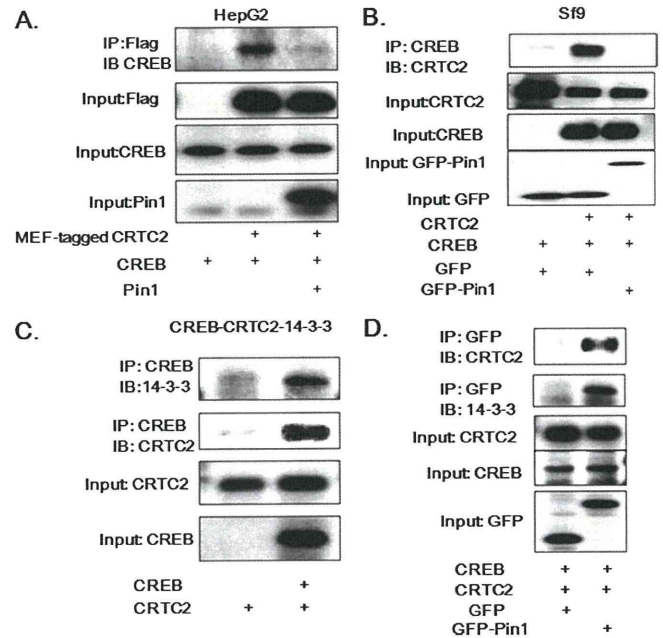 A.
HepG2
IP:Flag
IB CREB
Input:Flag
Input:CREB
Input:Pin1
MEF-tagged CRTC2 + +
CREB + + +
Pin1 +
B.
Sf9
IP: CREB
IB: CRTC2
Input:CRTC2
Input:CREB
Input: GFP-Pin1
Input: GFP
CRTC2 + +
CREB + + +
GFP + +
GFP-Pin1 +
C.
CREB-CRTC2-14-3-3
IP: CREB
IB:14-3-3
IP: CREB
IB: CRTC2
Input: CRTC2
Input: CREB
CREB +
CRTC2 + +
D.
IP: GFP
IB: CRTC2
IP: GFP
IB: 14-3-3
Input: CRTC2
Input: CREB
Input: GFP
CREB + +
CRTC2 + +
GFP +
GFP-Pin1 +